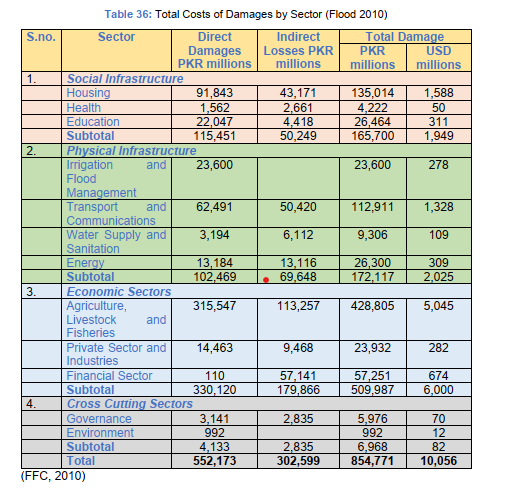 Table 36: Total Costs of Damages by Sector (Flood 2010)
S.no. Sector Direct Damages PKR millions Indirect Losses PKR millions Total Damage PKR millions USD millions
1. Social Infrastructure
Housing 91,843 43,171 135,014 1,588
Health 1,562 2,661 4,222 50
Education 22,047 4,418 26,464 311
Subtotal 115,451 50,249 165,700 1,949
2. Physical Infrastructure
Irrigation and Flood Management 23,600 23,600 278
Transport and Communications 62,491 50,420 112,911 1,328
Water Supply and Sanitation 3,194 6,112 9,306 109
Energy 13,184 13,116 26,300 309
Subtotal 102,469 69,648 172,117 2,025
3. Economic Sectors
Agriculture, Livestock and Fisheries 315,547 113,257 428,805 5,045
Private Sector and Industries 14,463 9,468 23,932 282
Financial Sector 110 57,141 57,251 674
Subtotal 330,120 179,866 509,987 6,000
4. Cross Cutting Sectors
Governance 3,141 2,835 5,976 70
Environment 992 992 12
Subtotal 4,133 2,835 6,968 82
Total 552,173 302,599 854,771 10,056
(FFC, 2010)